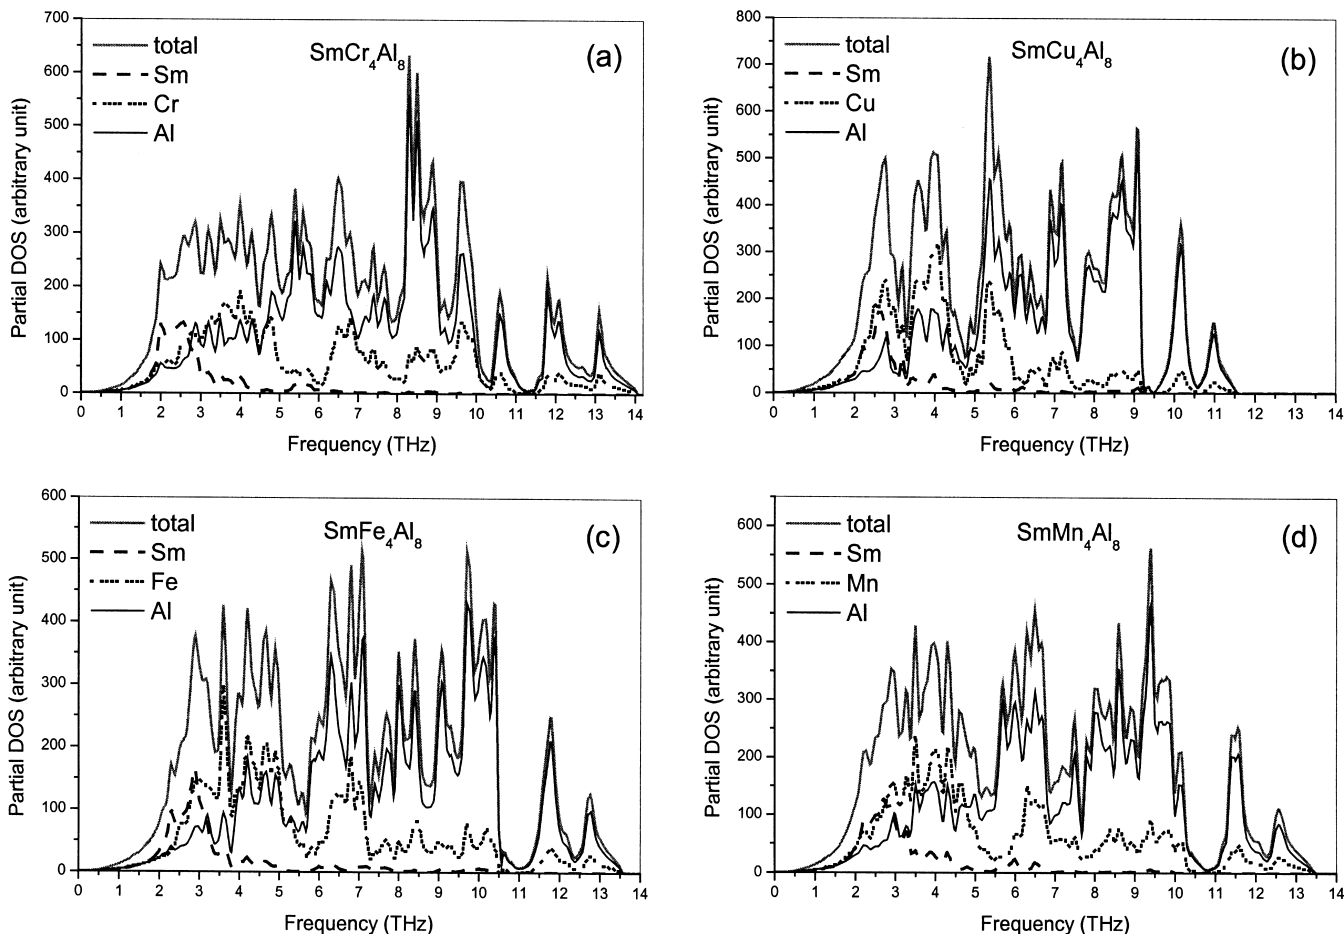 SmCr₄Al₈
(a)
total
Sm
Cr
Al
Partial DOS (arbitrary unit)
700
600
500
400
300
200
100
0
0 1 2 3 4 5 6 7 8 9 10 11 12 13 14
Frequency (THz)
SmCu₄Al₈
(b)
total
Sm
Cu
Al
Partial DOS (arbitrary unit)
800
700
600
500
400
300
200
100
0
0 1 2 3 4 5 6 7 8 9 10 11 12 13 14
Frequency (THz)
SmFe₄Al₈
(c)
total
Sm
Fe
Al
Partial DOS (arbitrary unit)
600
500
400
300
200
100
0
0 1 2 3 4 5 6 7 8 9 10 11 12 13 14
Frequency (THz)
SmMn₄Al₈
(d)
total
Sm
Mn
Al
Partial DOS (arbitrary unit)
600
500
400
300
200
100
0
0 1 2 3 4 5 6 7 8 9 10 11 12 13 14
Frequency (THz)